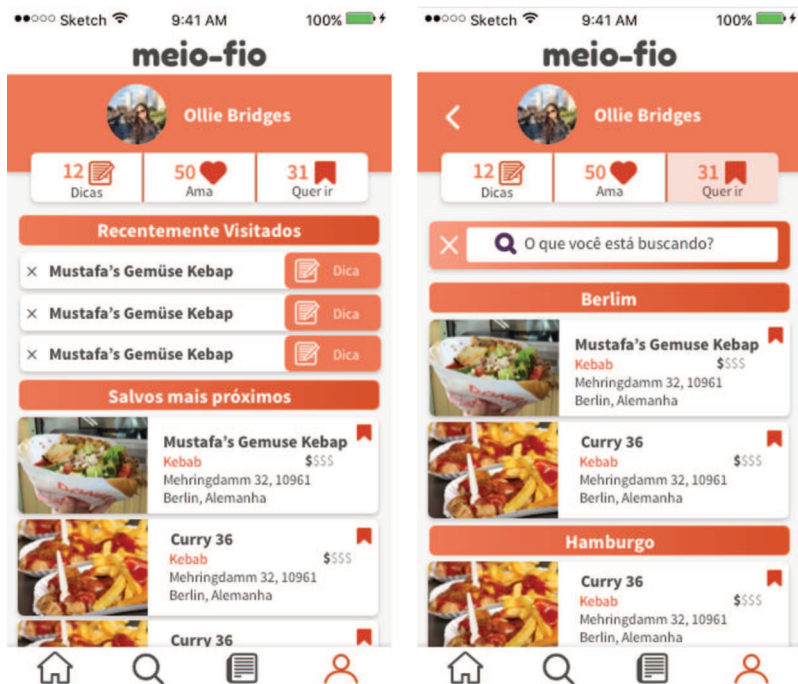 Sketch 9:41 AM 100%
meio-fio
Ollie Bridges
12 50 31
Dicas Ama Quer ir
Recentemente Visitados
× Mustafa's Gemüse Kebap Dica
× Mustafa's Gemüse Kebap Dica
× Mustafa's Gemüse Kebap Dica
Salvos mais próximos
Mustafa's Gemuse Kebap
Kebab $$$$
Mehringdamm 32, 10961
Berlin, Alemanha
Curry 36
Kebab $$$$
Mehringdamm 32, 10961
Berlin, Alemanha
Curry 36
Sketch 9:41 AM 100%
meio-fio
Ollie Bridges
12 50 31
Dicas Ama Quer ir
O que você está buscando?
Berlim
Mustafa's Gemuse Kebap
Kebab $$$$
Mehringdamm 32, 10961
Berlin, Alemanha
Curry 36
Kebab $$$$
Mehringdamm 32, 10961
Berlin, Alemanha
Hamburgo
Curry 36
Kebab $$$$
Mehringdamm 32, 10961
Berlin, Alemanha